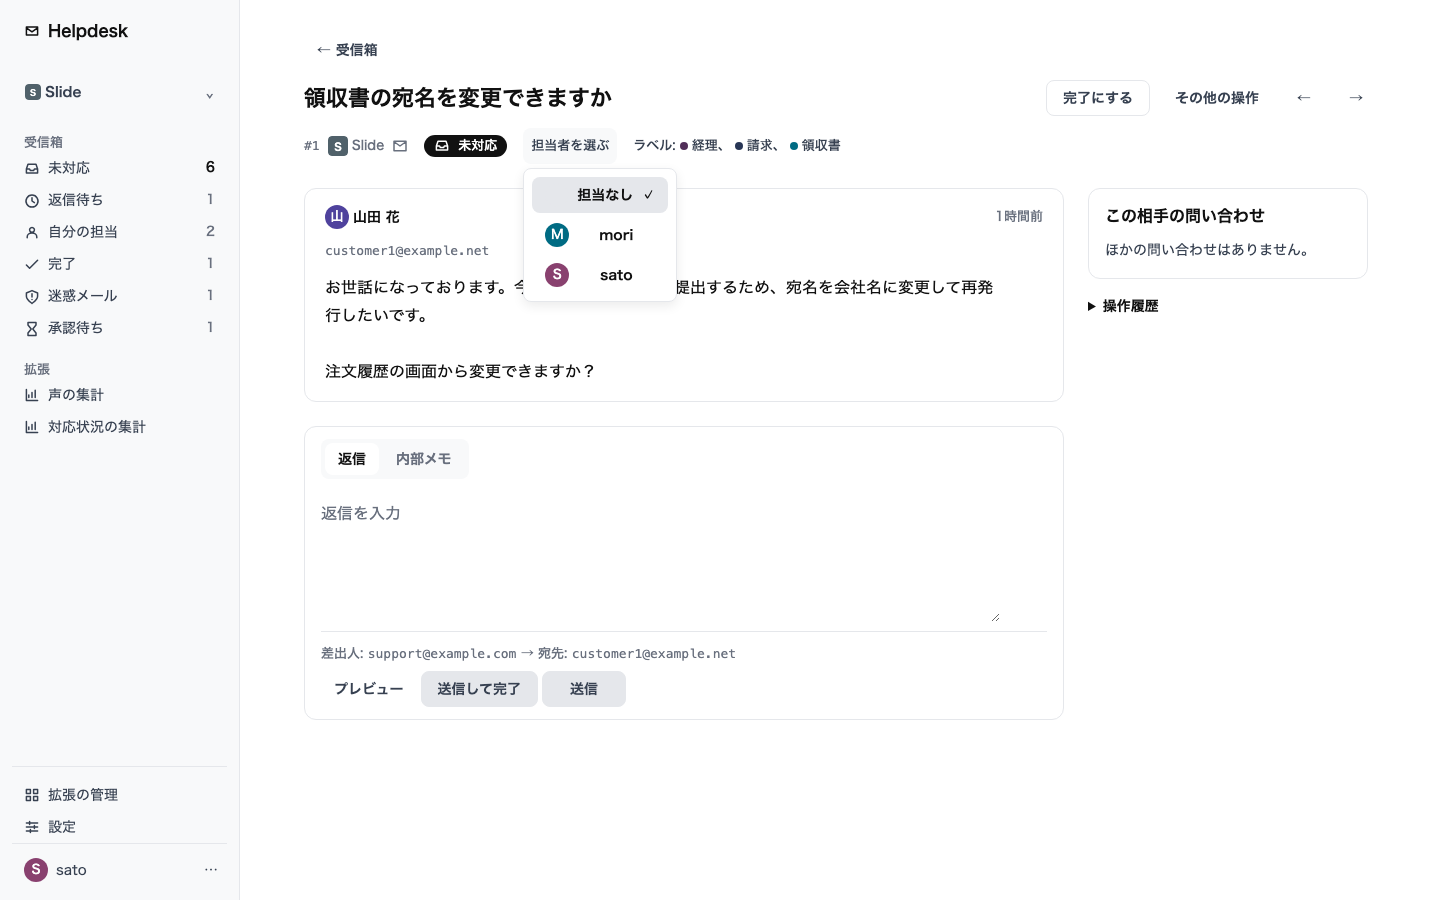 Helpdesk
S Slide
受信箱
未対応 6
返信待ち 1
自分の担当 2
完了 1
迷惑メール 1
承認待ち 1
拡張
声の集計
対応状況の集計
拡張の管理
設定
S sato …
← 受信箱
領収書の宛名を変更できますか
完了にする その他の操作 ← →
#1 S Slide 未対応 担当者を選ぶ ラベル: 経理、 請求、 領収書
担当なし ✓
M mori
S sato
山 山田 花 1時間前
customer1@example.net
お世話になっております。 提出するため、宛名を会社名に変更して再発
行したいです。
注文履歴の画面から変更できますか？
返信 内部メモ
返信を入力
差出人: support@example.com → 宛先: customer1@example.net
プレビュー 送信して完了 送信
この相手の問い合わせ
ほかの問い合わせはありません。
▶ 操作履歴